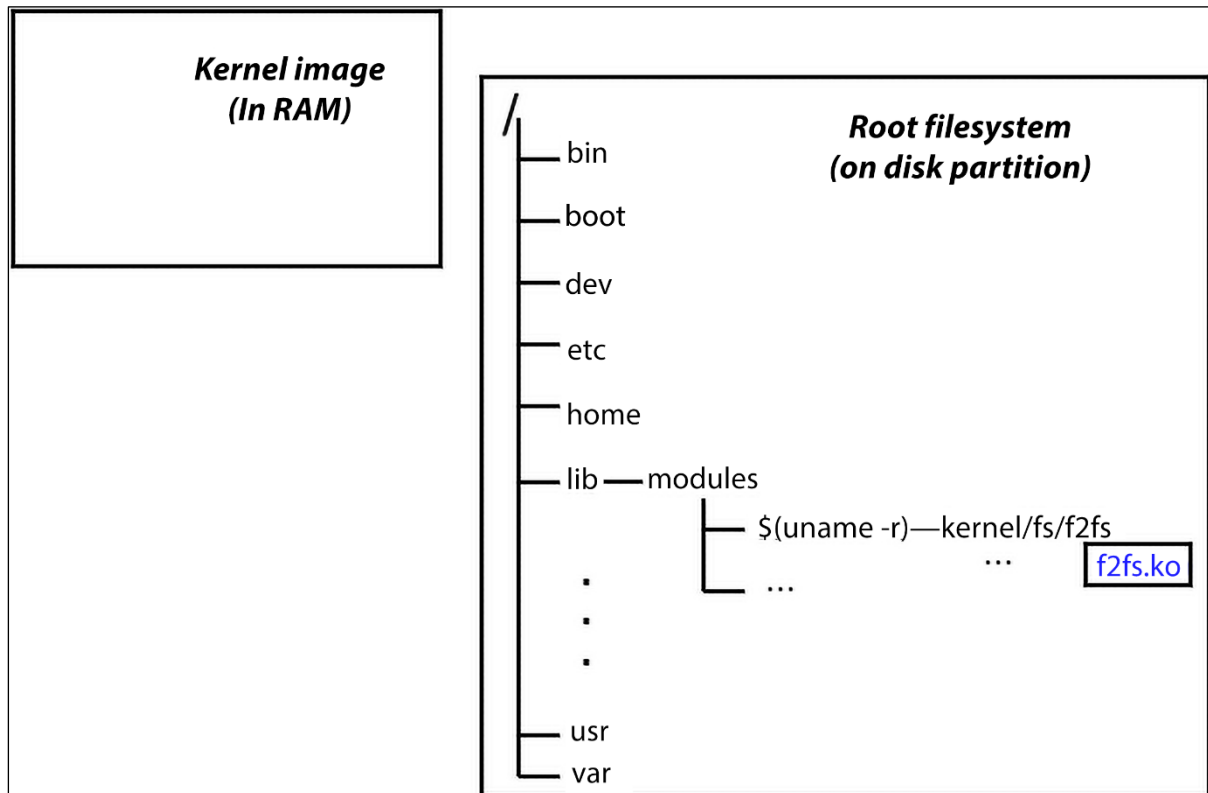 Kernel image
(In RAM)
/
Root filesystem
(on disk partition)
bin
boot
dev
etc
home
lib modules
$(uname -r)—kernel/fs/f2fs
...
f2fs.ko
...
.
.
.
usr
var